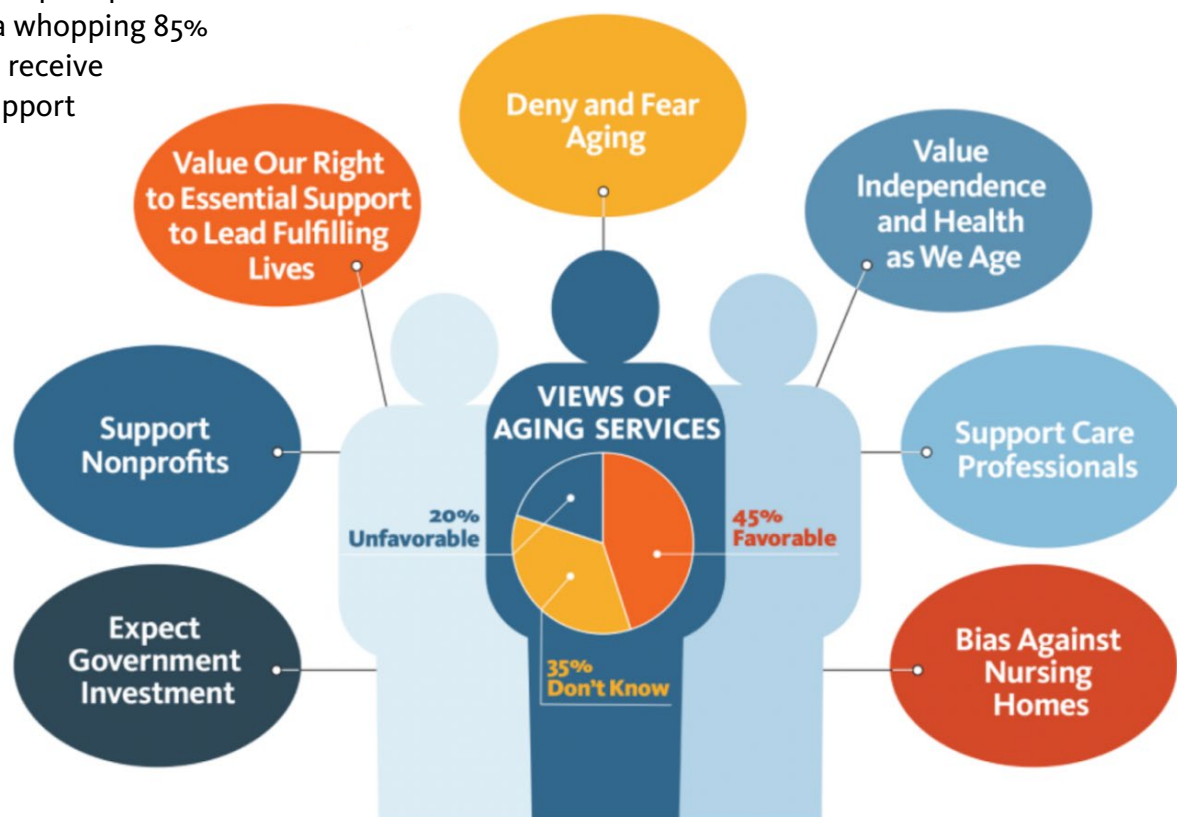 a whopping 85%
receive
Deny and Fear
Aging
Value Our Right
to Essential Support
to Lead Fulfilling
Lives
Value
Independence
and Health
as We Age
Support
Nonprofits
VIEWS OF
AGING SERVICES
Support Care
Professionals
20%
Unfavorable
45%
Favorable
35%
Don't Know
Expect
Government
Investment
Bias Against
Nursing
Homes